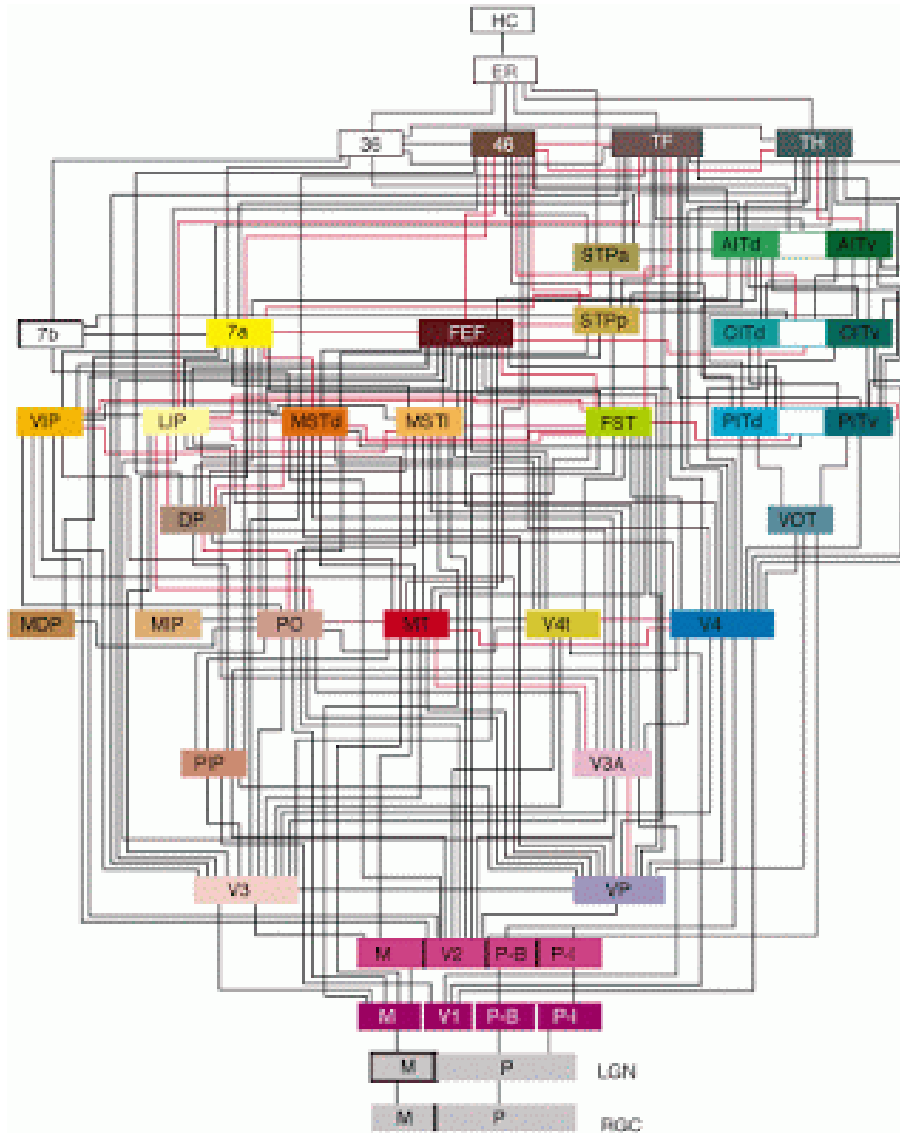 HC
ER
36 46 TF TH
STPa AITd AITv
7b 7a FEF STPp CITd CITv
VIP LIP MSTd MSTl FST PITd PITv
DP VOT
MDP MIP PO MT V4t V4
PIP V3A
V3 VP
M V2 P-B P-I
M V1 P-B P-I
M P LGN
M P RGC